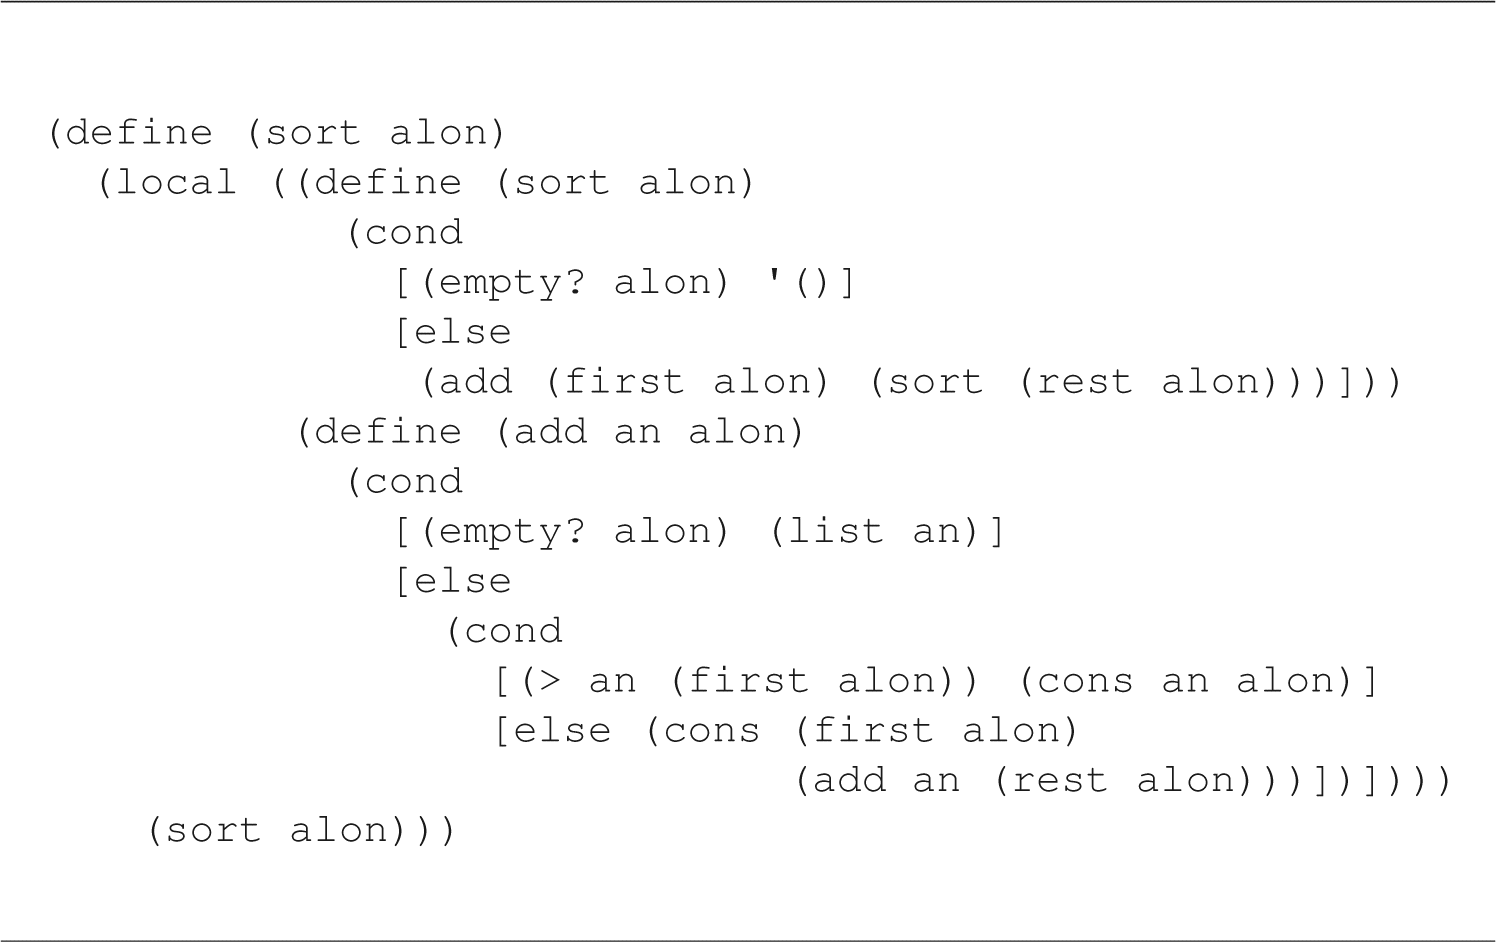 (define (sort alon)
  (local ((define (sort alon)
            (cond
              [(empty? alon) '()]
              [else
               (add (first alon) (sort (rest alon)))]))
          (define (add an alon)
            (cond
              [(empty? alon) (list an)]
              [else
                (cond
                  [(> an (first alon)) (cons an alon)]
                  [else (cons (first alon)
                              (add an (rest alon)))])])))
    (sort alon)))